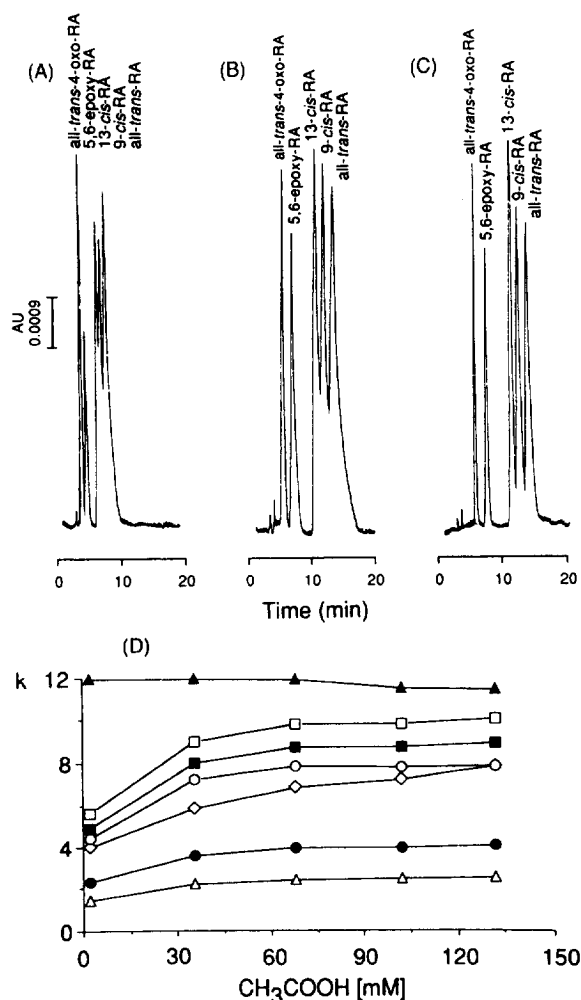 (A)
all-trans-4-oxo-RA
5,6-epoxy-RA
13-cis-RA
9-cis-RA
all-trans-RA
(B)
all-trans-4-oxo-RA
5,6-epoxy-RA
13-cis-RA
9-cis-RA
all-trans-RA
(C)
all-trans-4-oxo-RA
5,6-epoxy-RA
13-cis-RA
9-cis-RA
all-trans-RA
AU
0.0009
0 10 20
0 10 20
0 10 20
Time (min)
(D)
k
12
8
4
0
0 30 60 90 120 150
CH₃COOH [mM]